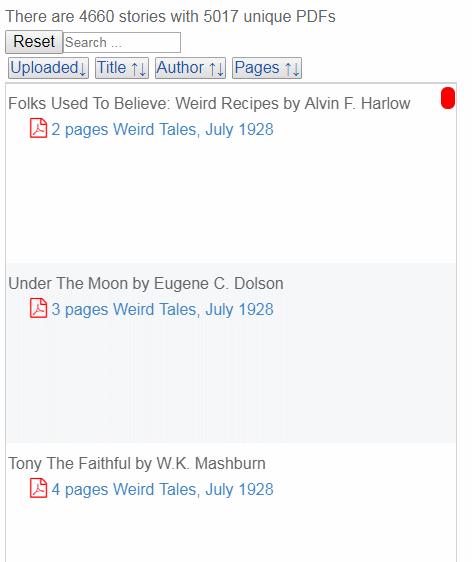 There are 4660 stories with 5017 unique PDFs
Reset Search ...
Uploaded↓ Title ↑↓ Author ↑↓ Pages ↑↓
Folks Used To Believe: Weird Recipes by Alvin F. Harlow
2 pages Weird Tales, July 1928
Under The Moon by Eugene C. Dolson
3 pages Weird Tales, July 1928
Tony The Faithful by W.K. Mashburn
4 pages Weird Tales, July 1928